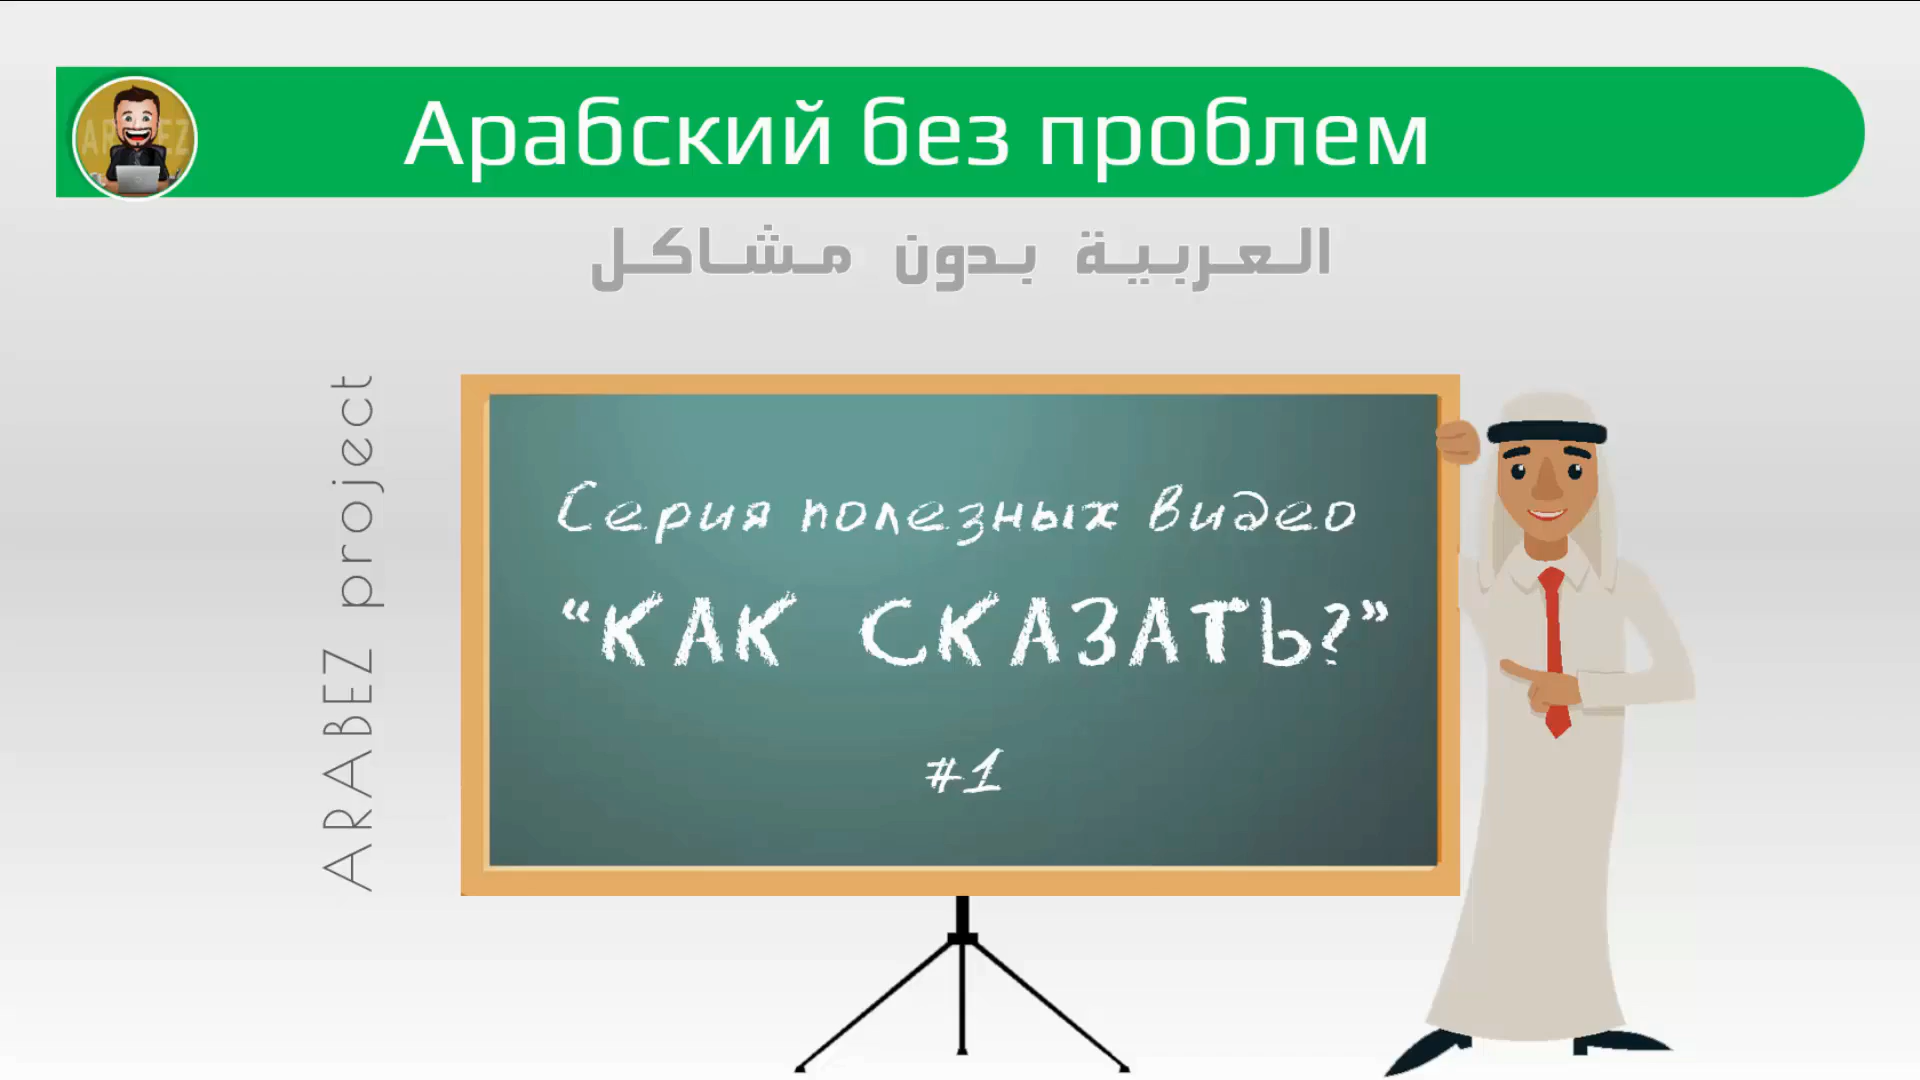 Арабский без проблем
العربية بدون مشاكل
ARABEZ project
Серия полезных видео
“КАК СКАЗАТЬ?”
#1